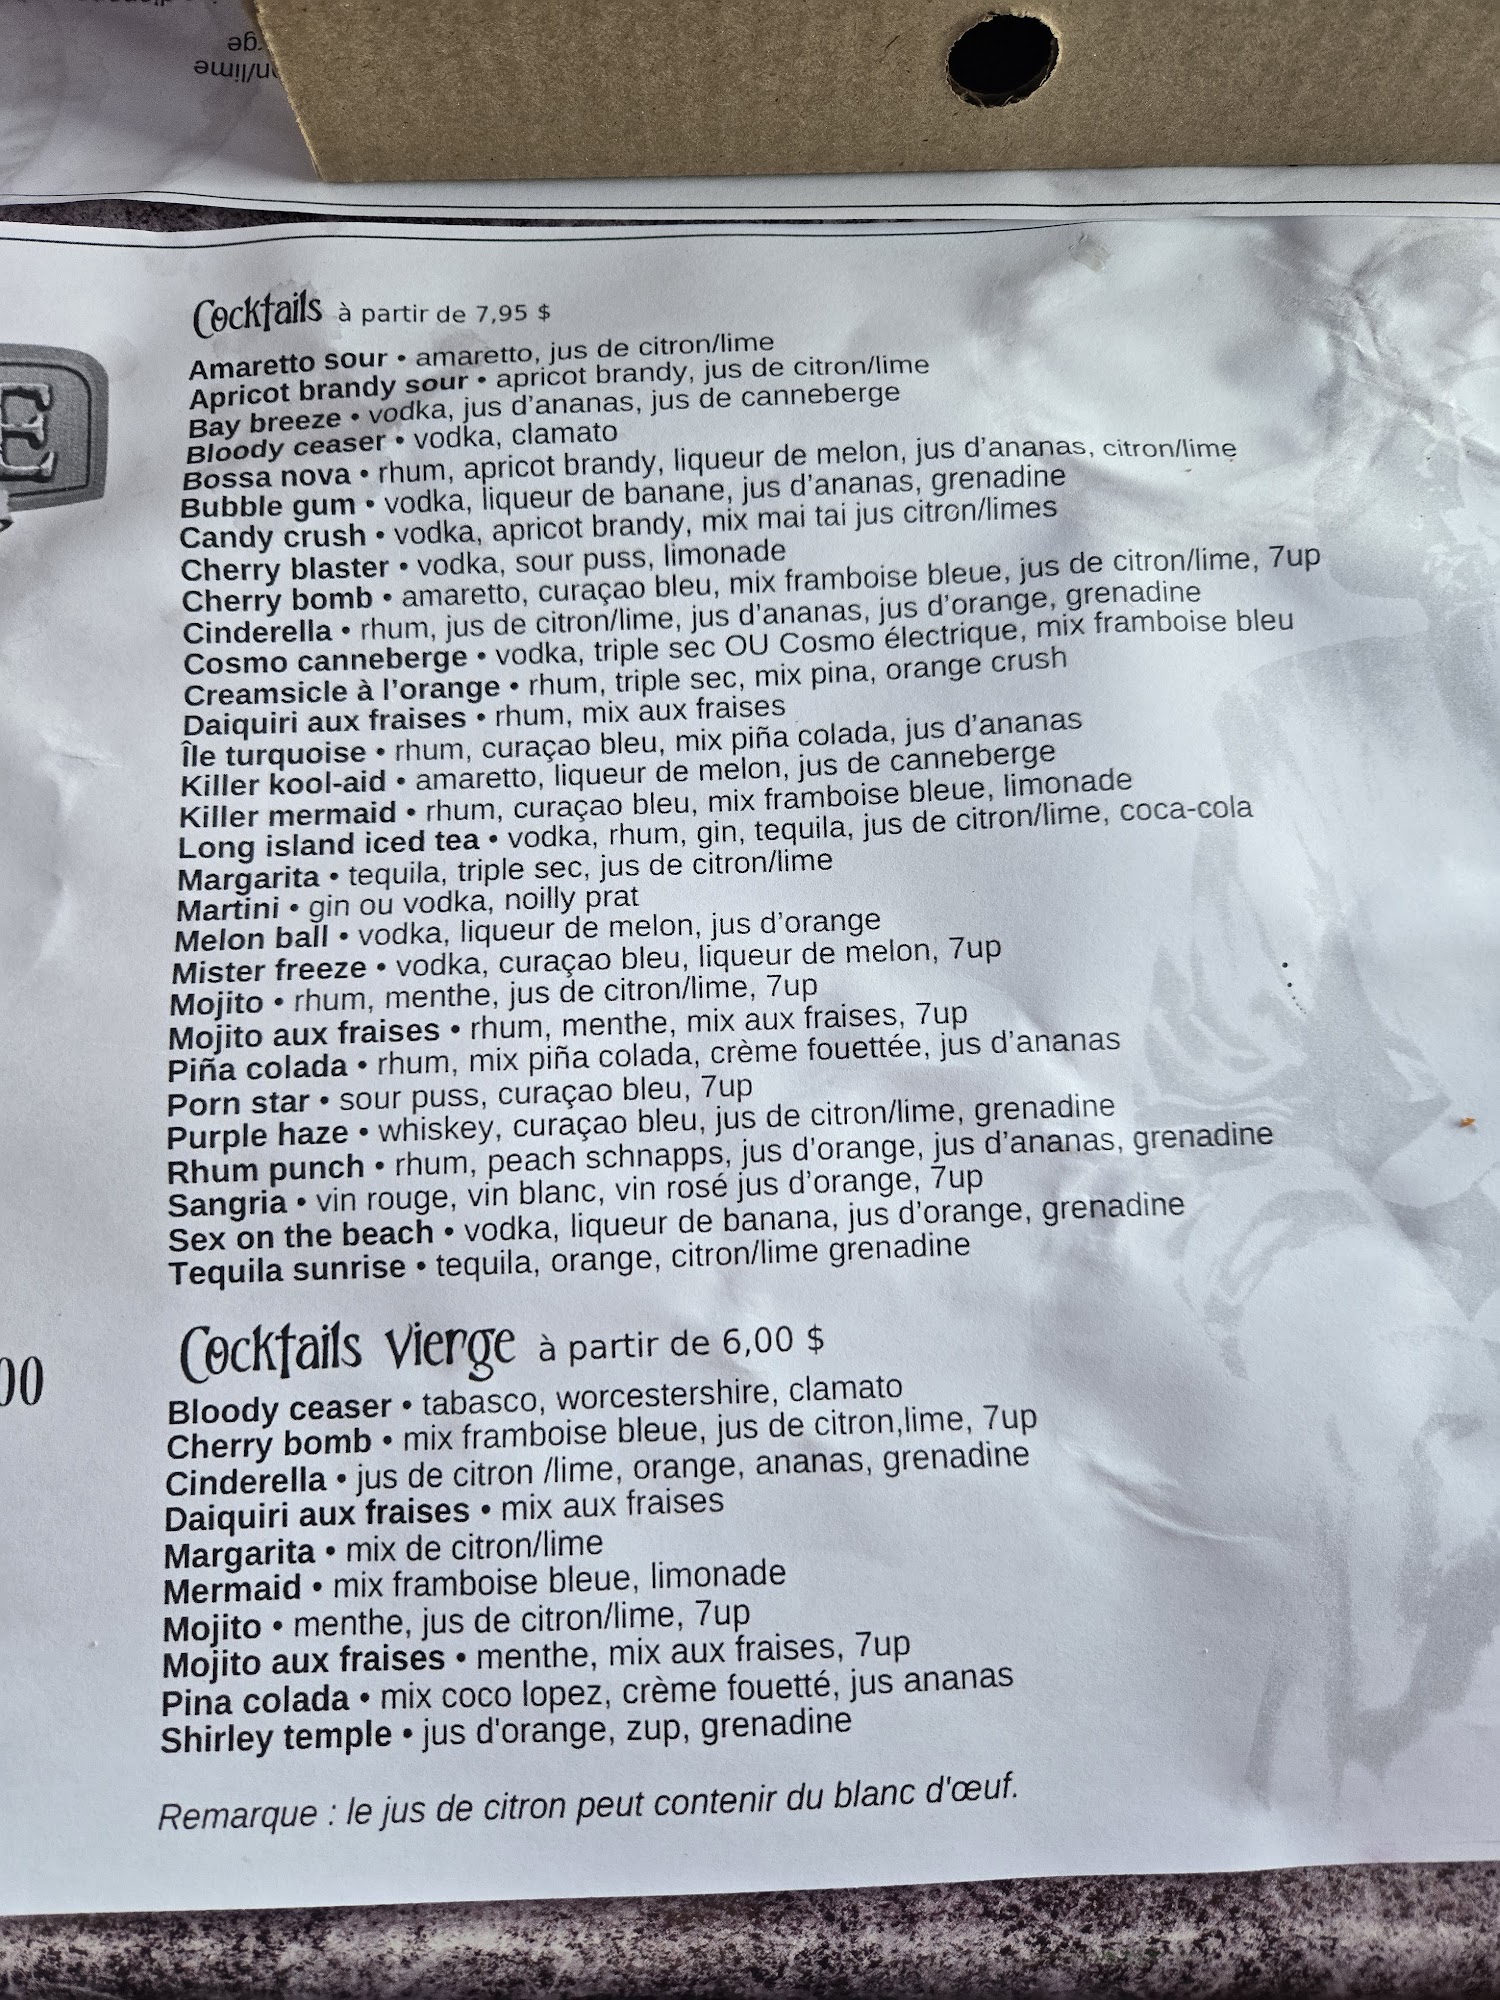 n/lime
Cocktails à partir de 7,95 $
Amaretto sour • amaretto, jus de citron/lime
Apricot brandy sour • apricot brandy, jus de citron/lime
Bay breeze • vodka, jus d'ananas, jus de canneberge
Bloody ceaser • vodka, clamato
Bossa nova • rhum, apricot brandy, liqueur de melon, jus d'ananas, citron/lime
Bubble gum • vodka, liqueur de banane, jus d'ananas, grenadine
Candy crush • vodka, apricot brandy, mix mai tai jus citron/limes
Cherry blaster • vodka, sour puss, limonade
Cherry bomb • amaretto, curaçao bleu, mix framboise bleue, jus de citron/lime, 7up
Cinderella • rhum, jus de citron/lime, jus d'ananas, jus d'orange, grenadine
Cosmo canneberge • vodka, triple sec OU Cosmo électrique, mix framboise bleu
Creamsicle à l'orange • rhum, triple sec, mix pina, orange crush
Daiquiri aux fraises • rhum, mix aux fraises
Île turquoise • rhum, curaçao bleu, mix piña colada, jus d'ananas
Killer kool-aid • amaretto, liqueur de melon, jus de canneberge
Killer mermaid • rhum, curaçao bleu, mix framboise bleue, limonade
Long island iced tea • vodka, rhum, gin, tequila, jus de citron/lime, coca-cola
Margarita • tequila, triple sec, jus de citron/lime
Martini • gin ou vodka, noilly prat
Melon ball • vodka, liqueur de melon, jus d'orange
Mister freeze • vodka, curaçao bleu, liqueur de melon, 7up
Mojito • rhum, menthe, jus de citron/lime, 7up
Mojito aux fraises • rhum, menthe, mix aux fraises, 7up
Piña colada • rhum, mix piña colada, crème fouettée, jus d'ananas
Porn star • sour puss, curaçao bleu, 7up
Purple haze • whiskey, curaçao bleu, jus de citron/lime, grenadine
Rhum punch • rhum, peach schnapps, jus d'orange, jus d'ananas, grenadine
Sangria • vin rouge, vin blanc, vin rosé jus d'orange, 7up
Sex on the beach • vodka, liqueur de banana, jus d'orange, grenadine
Tequila sunrise • tequila, orange, citron/lime grenadine
Cocktails vierge à partir de 6,00 $
Bloody ceaser • tabasco, worcestershire, clamato
Cherry bomb • mix framboise bleue, jus de citron,lime, 7up
Cinderella • jus de citron /lime, orange, ananas, grenadine
Daiquiri aux fraises • mix aux fraises
Margarita • mix de citron/lime
Mermaid • mix framboise bleue, limonade
Mojito • menthe, jus de citron/lime, 7up
Mojito aux fraises • menthe, mix aux fraises, 7up
Pina colada • mix coco lopez, crème fouetté, jus ananas
Shirley temple • jus d'orange, zup, grenadine
Remarque : le jus de citron peut contenir du blanc d'œuf.
E
00